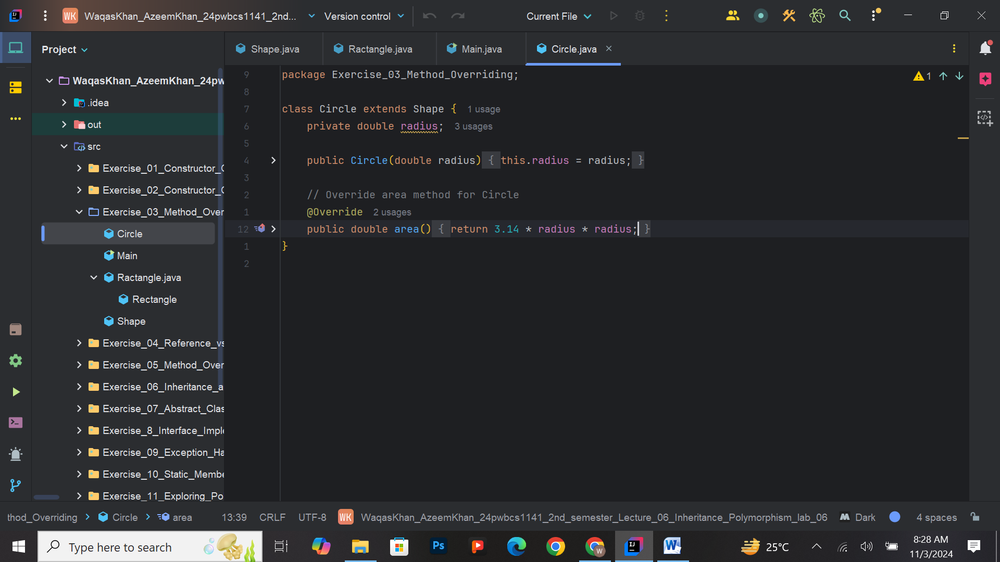 WK WaqasKhan_AzeemKhan_24pwbcs1141_2nd... Version control Current File
Project
Shape.java Ractangle.java Main.java Circle.java
WaqasKhan_AzeemKhan_24pw
.idea
out
src
Exercise_01_Constructor_
Exercise_02_Constructor_
Exercise_03_Method_Over
Circle
Main
Ractangle.java
Rectangle
Shape
Exercise_04_Reference_vs
Exercise_05_Method_Over
Exercise_06_Inheritance_a
Exercise_07_Abstract_Clas
Exercise_8_Interface_Imple
Exercise_09_Exception_Ha
Exercise_10_Static_Membe
Exercise_11_Exploring_Po
9 package Exercise_03_Method_Overriding;
8
7 class Circle extends Shape { 1 usage
6 private double radius; 3 usages
5
4 public Circle(double radius) { this.radius = radius; }
3
2 // Override area method for Circle
1 @Override 2 usages
12 public double area() { return 3.14 * radius * radius; }
1 }
2
1
thod_Overriding Circle area 13:39 CRLF UTF-8 WK WaqasKhan_AzeemKhan_24pwbcs1141_2nd_semester_Lecture_06_Inheritance_Polymorphism_lab_06 Dark 4 spaces
Type here to search
Ps
W
IJ
W
25°C
8:28 AM
11/3/2024